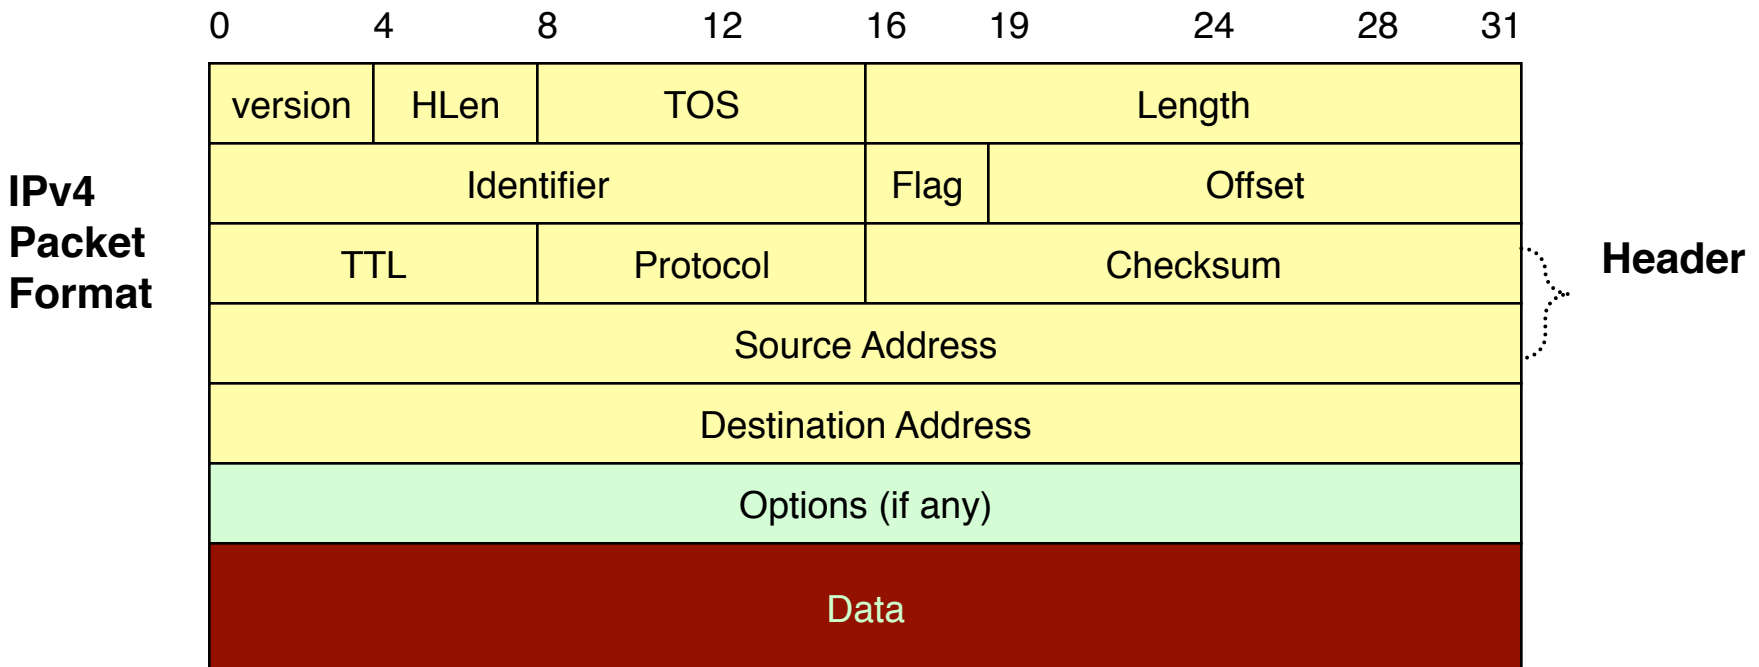 0 4 8 12 16 19 24 28 31
version HLen TOS Length
Identifier Flag Offset
TTL Protocol Checksum
Source Address
Destination Address
Options (if any)
Data
IPv4
Packet
Format
Header